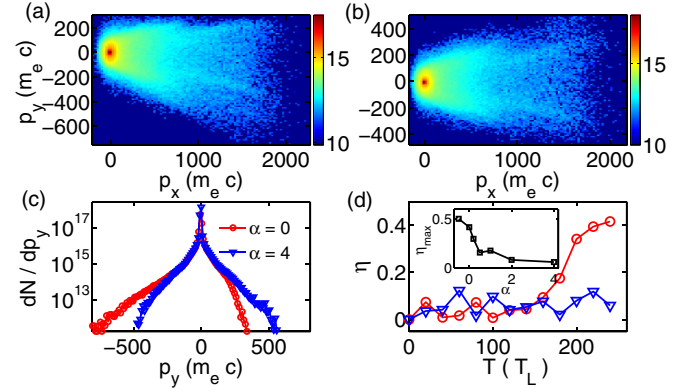 (a)
200
0
-200
-400
-600
p_y (m_e c)
0 1000 2000
p_x (m_e c)
15
10
(b)
400
200
0
-200
-400
0 1000 2000
p_x (m_e c)
15
10
(c)
10^17
10^15
10^13
dN / dp_y
α = 0
α = 4
-500 0 500
p_y (m_e c)
(d)
0.4
0.2
0.0
η
0.5
0
η_max
0 2 4
α
0 100 200
T ( T_L )